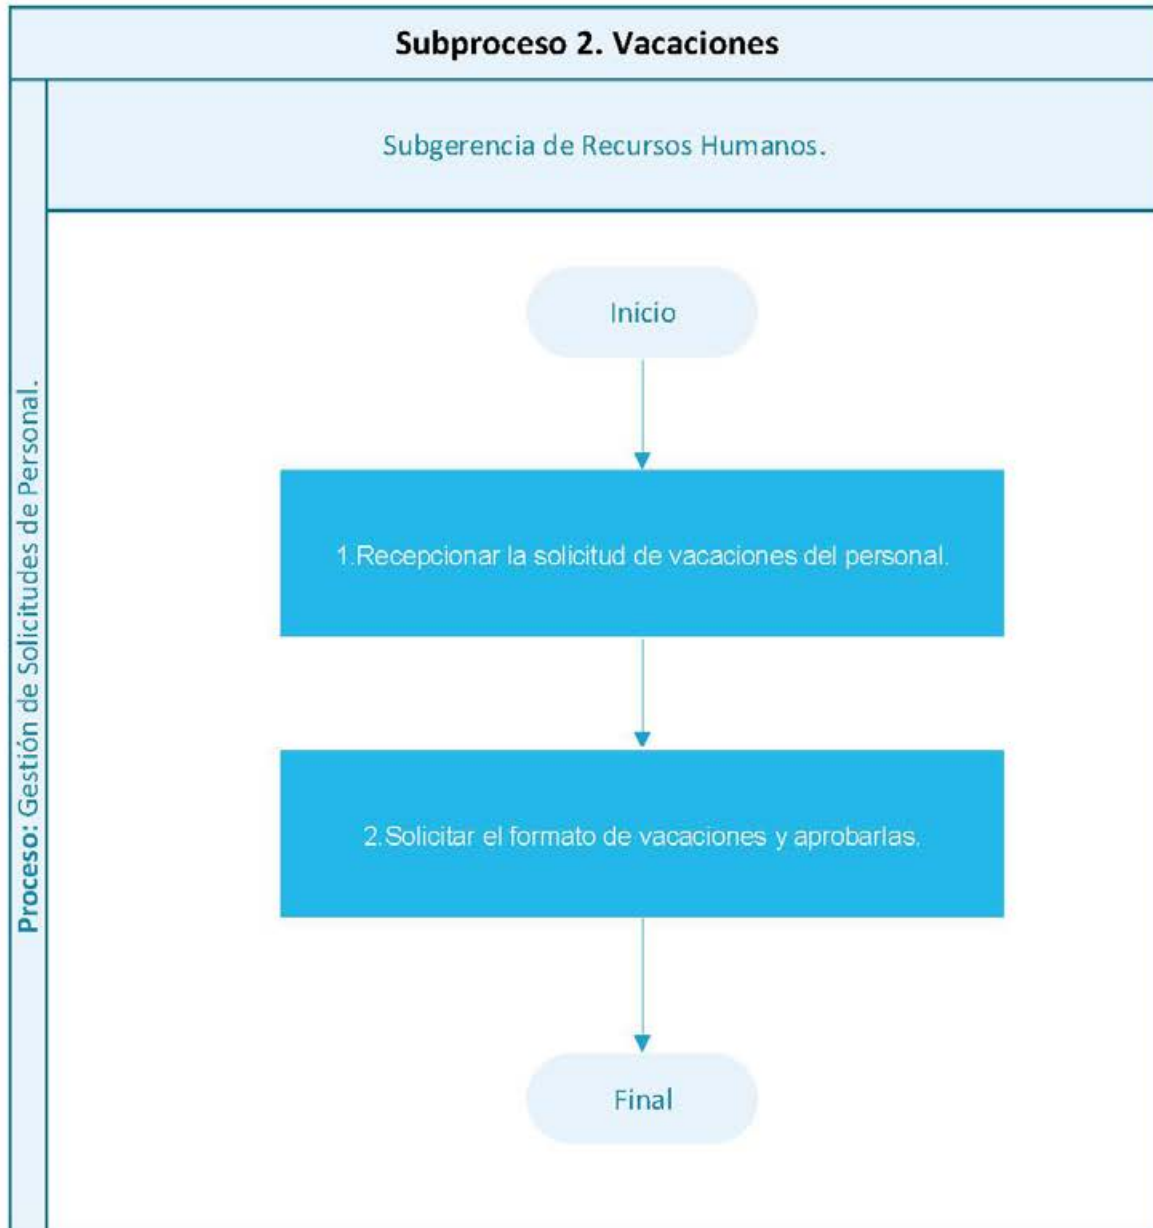 Subproceso 2. Vacaciones
Subgerencia de Recursos Humanos.
Proceso: Gestión de Solicitudes de Personal.
Inicio
1.Recepcionar la solicitud de vacaciones del personal.
2.Solicitar el formato de vacaciones y aprobarlas.
Final